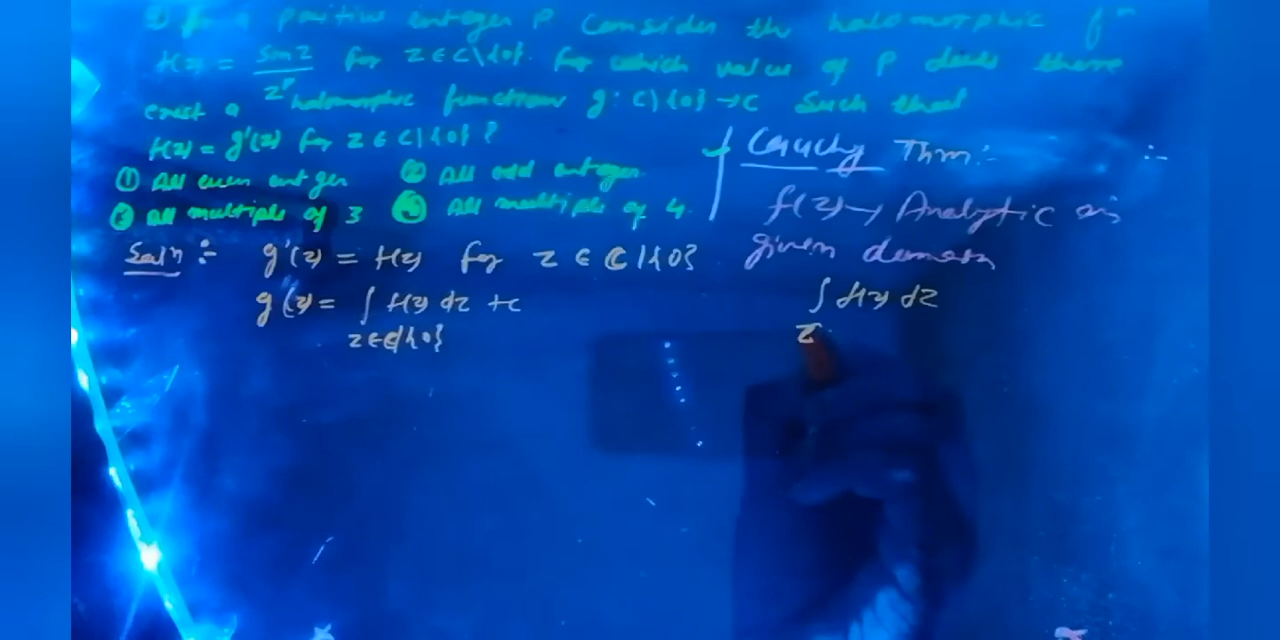 positive integer P Consider the holomorphic fⁿ
f(z) = sin z / z^P for z ∈ C\{0}. for which value of P does there
exist a holomorphic function g: C\{0} → C such that
f(z) = g'(z) for z ∈ C\{0} ?
① All even integer ② All odd integer.
③ All multiple of 3 ④ All multiple of 4.
Solⁿ :- g'(z) = f(z) for z ∈ C\{0}
g(z) = ∫ f(z) dz + c
z∈C\{0}
Cauchy Thm :-
f(z) → Analytic in
given domain
∫ f(z) dz
z